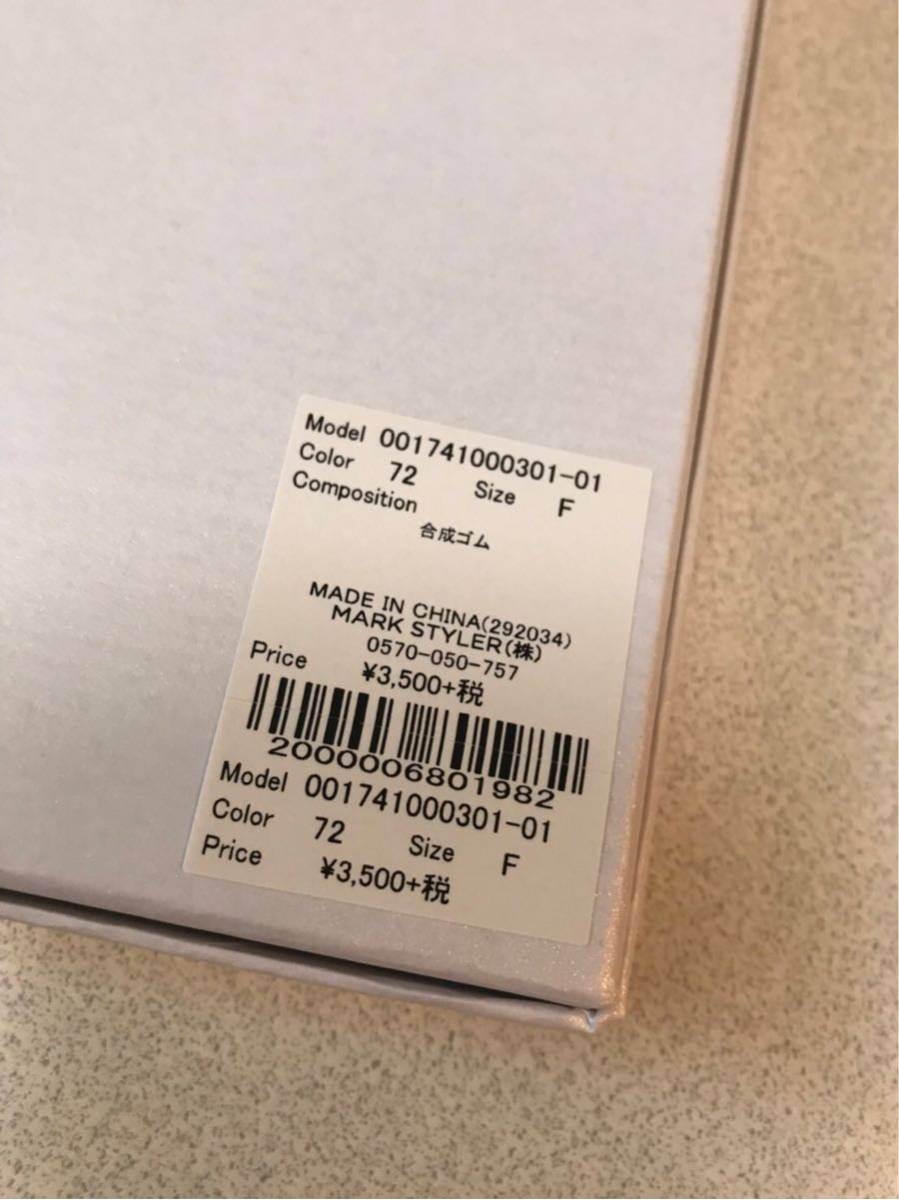 Model 001741000301-01
Color 72 Size F
Composition
合成ゴム
MADE IN CHINA(292034)
MARK STYLER(株)
0570-050-757
Price ¥3,500+税
2000006801982
Model 001741000301-01
Color 72 Size F
Price ¥3,500+税